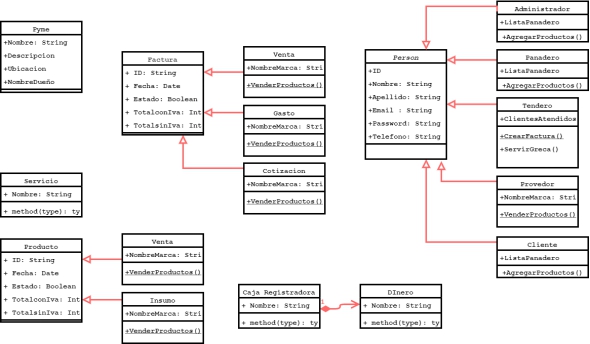 Fyme
+Nombre: String
+Descripcion
+Ubicacion
+NombreDueño
Factura
+ ID: String
+ Fecha: Date
+ Estado: Boolean
+ TotalconIva: Int
+ TotalsinIva: Int
Venta
+NombreMarca: Stri
+VenderProductos()
Gasto
+NombreMarca: Stri
+VenderProductos()
Cotizacion
+NombreMarca: Stri
+VenderProductos()
Person
+ID
+Nombre: String
+Apellido: String
+Email : String
+Password: String
+Telefono: String
Administrador
+ListaPanadero
+AgregarProductos()
Panadero
+ListaPanadero
+AgregarProductos()
Tendero
+ClientesAtendidos
+CrearFactura()
+ServirGreca()
Provedor
+NombreMarca: Stri
+VenderProductos()
Cliente
+ListaPanadero
+AgregarProductos()
Servicio
+ Nombre: String
+ method(type): ty
Producto
+ ID: String
+ Fecha: Date
+ Estado: Boolean
+ TotalconIva: Int
+ TotalsinIva: Int
Venta
+NombreMarca: Stri
+VenderProductos()
Insumo
+NombreMarca: Stri
+VenderProductos()
Caja Registradora
+ Nombre: String
+ method(type): ty
1
DInero
+ Nombre: String
+ method(type): ty